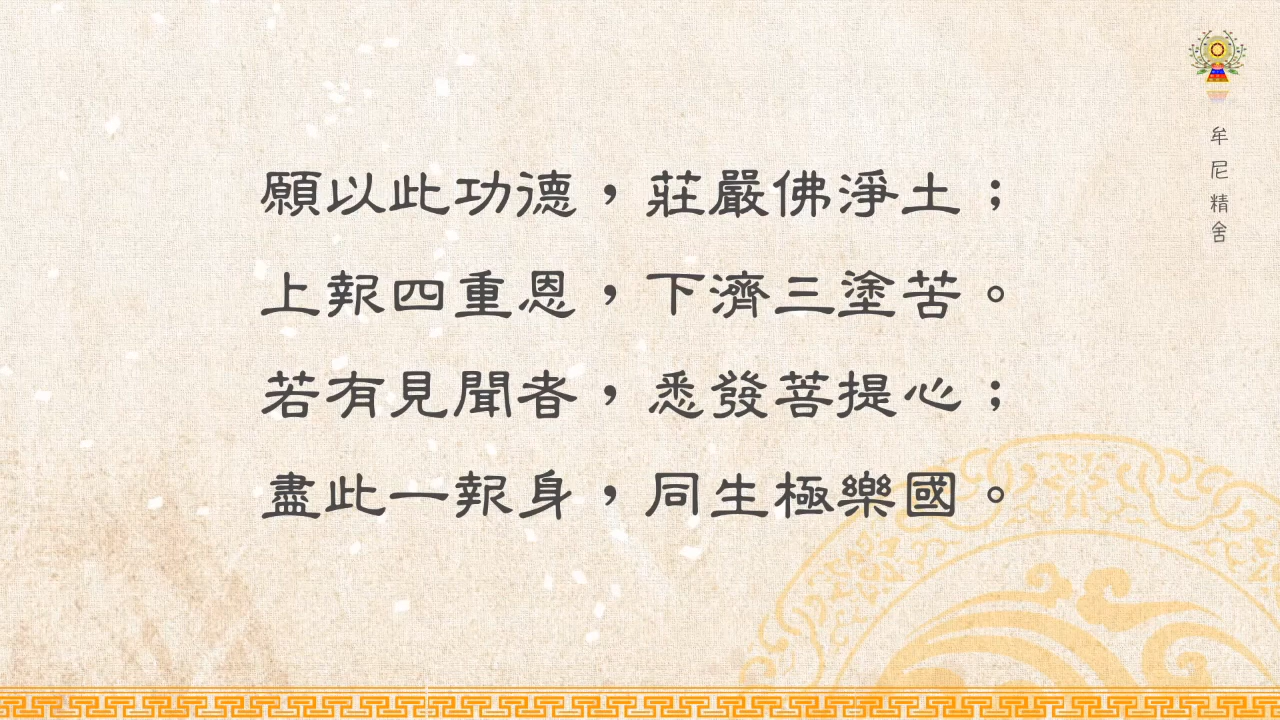 願以此功德，莊嚴佛淨土；
上報四重恩，下濟三塗苦。
若有見聞者，悉發菩提心；
盡此一報身，同生極樂國。
牟尼精舍